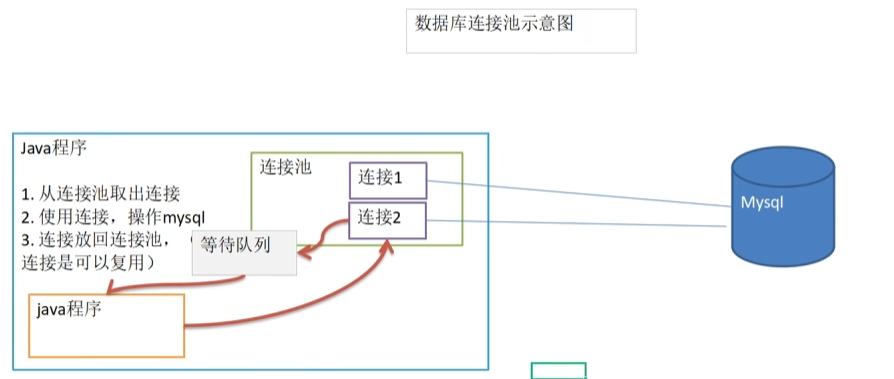 数据库连接池示意图
Java程序
连接池
连接1
1. 从连接池取出连接
2. 使用连接，操作mysql
连接2
3. 连接放回连接池，（
连接是可以复用）
等待队列
java程序
Mysql